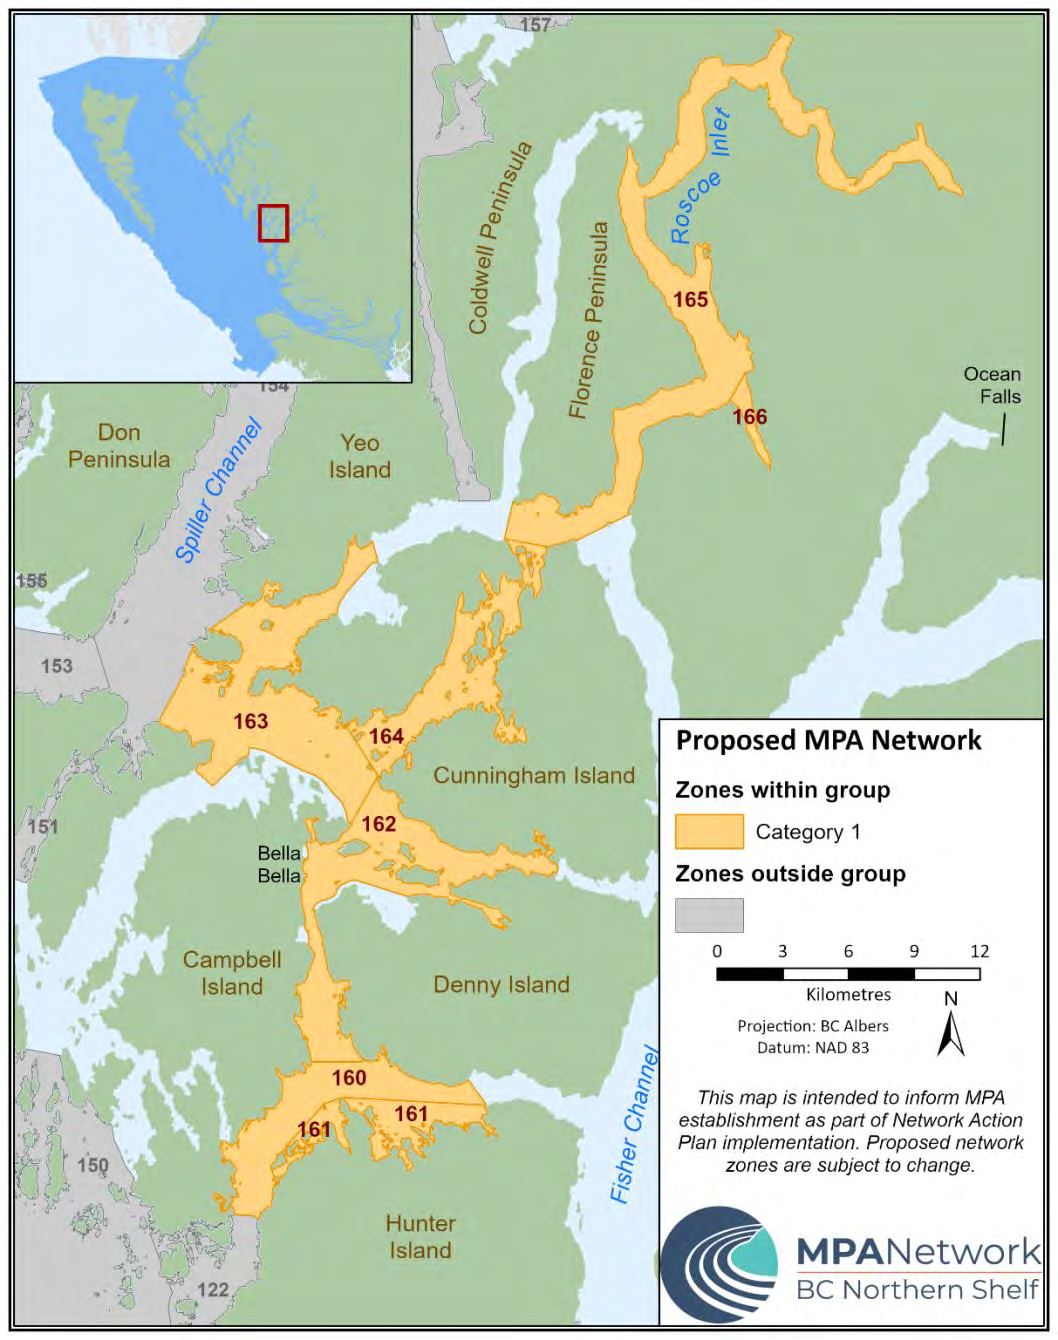 157
Coldwell Peninsula
Florence Peninsula
Roscoe Inlet
165
166
Ocean
Falls
154
Don
Peninsula
Spiller Channel
Yeo
Island
155
153
163
164
Cunningham Island
151
162
Bella
Bella
Campbell
Island
Denny Island
160
161
161
150
Fisher Channel
Hunter
Island
122
Proposed MPA Network
Zones within group
Category 1
Zones outside group
0 3 6 9 12
Kilometres
N
Projection: BC Albers
Datum: NAD 83
This map is intended to inform MPA
establishment as part of Network Action
Plan implementation. Proposed network
zones are subject to change.
MPANetwork
BC Northern Shelf